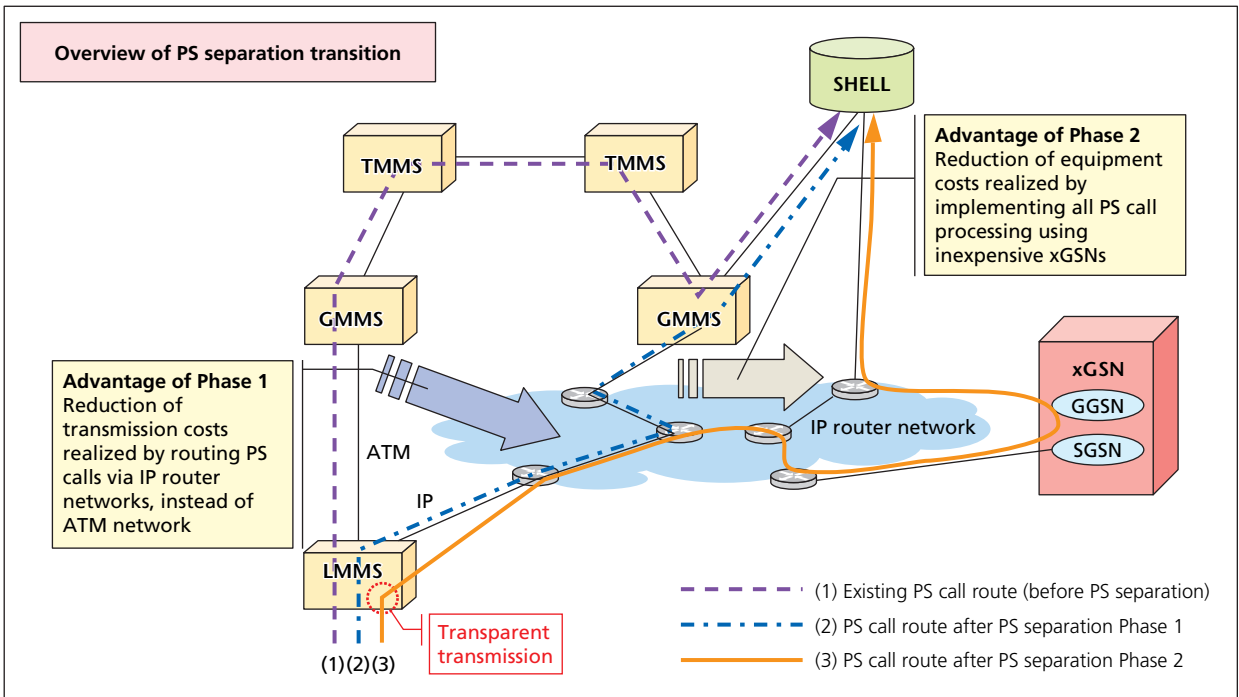 Overview of PS separation transition
SHELL
TMMS
TMMS
Advantage of Phase 2
Reduction of equipment
costs realized by
implementing all PS call
processing using
inexpensive xGSNs
GMMS
GMMS
Advantage of Phase 1
Reduction of
transmission costs
realized by routing PS
calls via IP router
networks, instead of
ATM network
ATM
IP
IP router network
xGSN
GGSN
SGSN
LMMS
Transparent
transmission
(1)(2)(3)
(1) Existing PS call route (before PS separation)
(2) PS call route after PS separation Phase 1
(3) PS call route after PS separation Phase 2